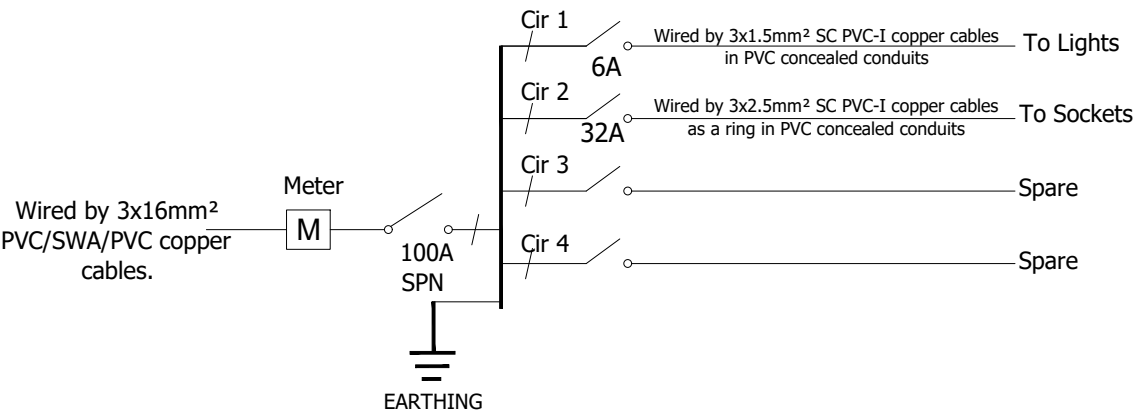 Cir 1
Wired by 3x1.5mm² SC PVC-I copper cables
in PVC concealed conduits
To Lights
6A
Cir 2
Wired by 3x2.5mm² SC PVC-I copper cables
as a ring in PVC concealed conduits
To Sockets
32A
Cir 3
Spare
Meter
M
Wired by 3x16mm²
PVC/SWA/PVC copper
cables.
100A
SPN
Cir 4
Spare
EARTHING